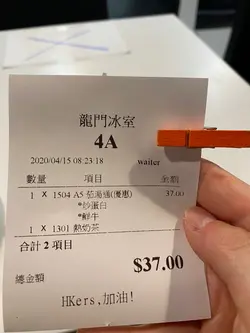 龍門冰室
4A
2020/04/15 08:23:18 waiter
數量 項目 金額
1 X 1504 A5 茄湯通(優惠) 37.00
*炒蛋白
*鮮牛
1 X 1301 熱奶茶
合計 2 項目
總金額 $37.00
HKers,加油!